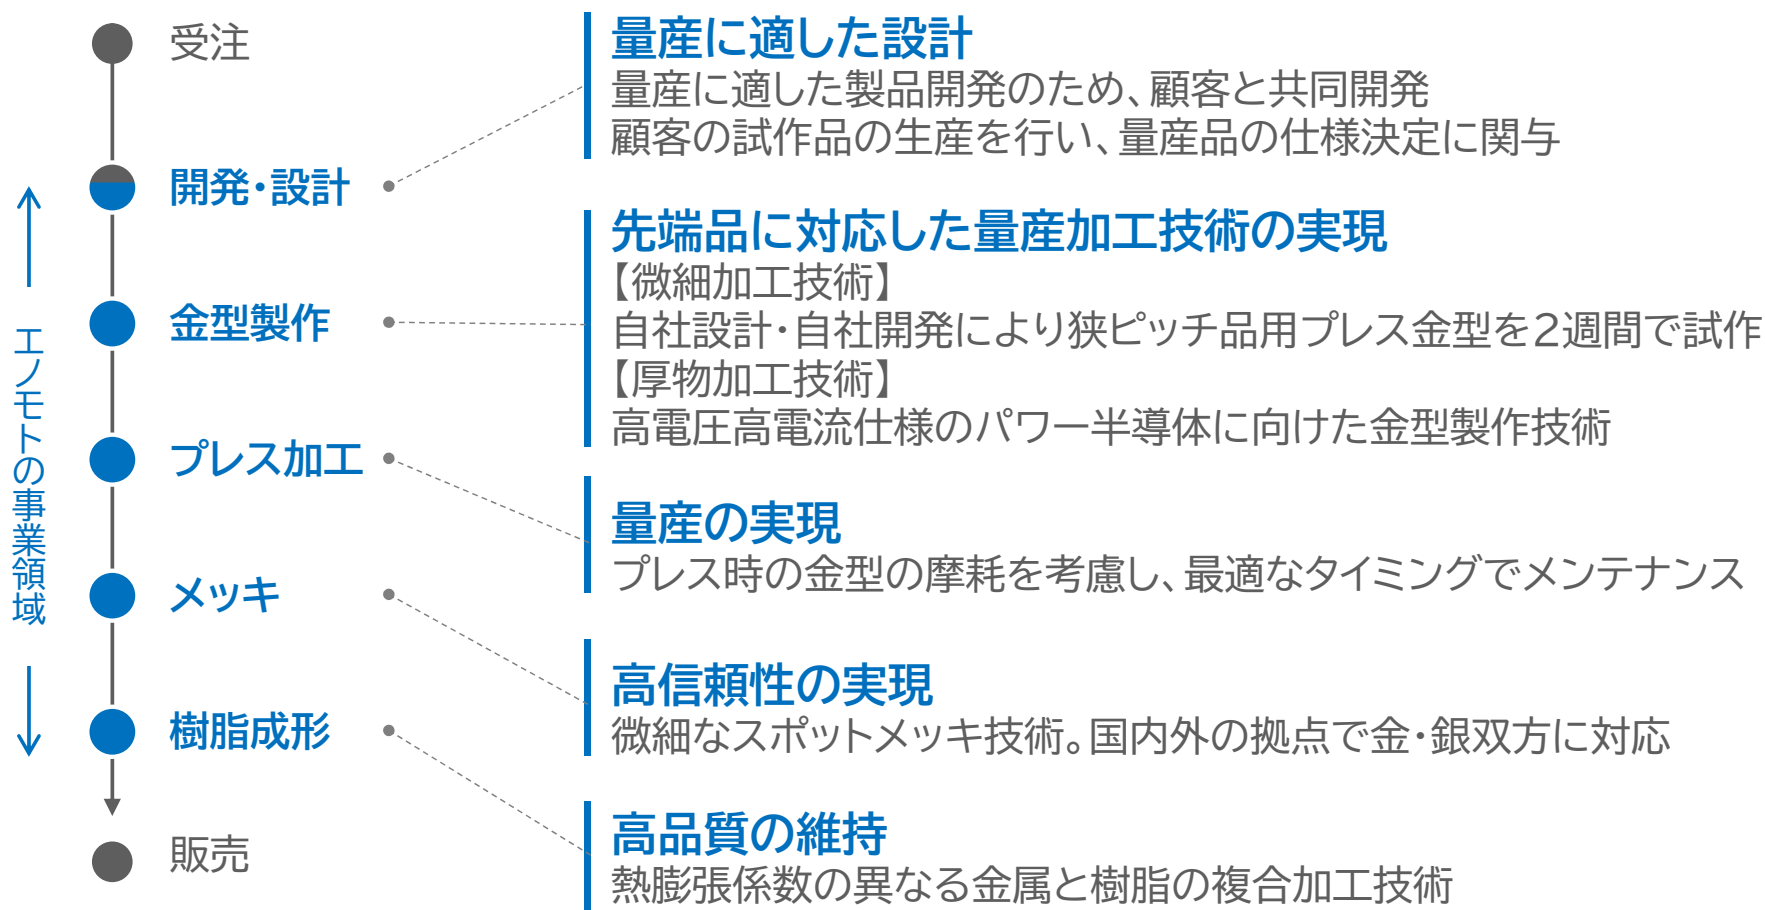 受注
開発・設計
金型製作
プレス加工
メッキ
樹脂成形
販売
エノモトの事業領域
量産に適した設計
量産に適した製品開発のため、顧客と共同開発
顧客の試作品の生産を行い、量産品の仕様決定に関与
先端品に対応した量産加工技術の実現
【微細加工技術】
自社設計・自社開発により狭ピッチ品用プレス金型を2週間で試作
【厚物加工技術】
高電圧高電流仕様のパワー半導体に向けた金型製作技術
量産の実現
プレス時の金型の摩耗を考慮し、最適なタイミングでメンテナンス
高信頼性の実現
微細なスポットメッキ技術。国内外の拠点で金・銀双方に対応
高品質の維持
熱膨張係数の異なる金属と樹脂の複合加工技術